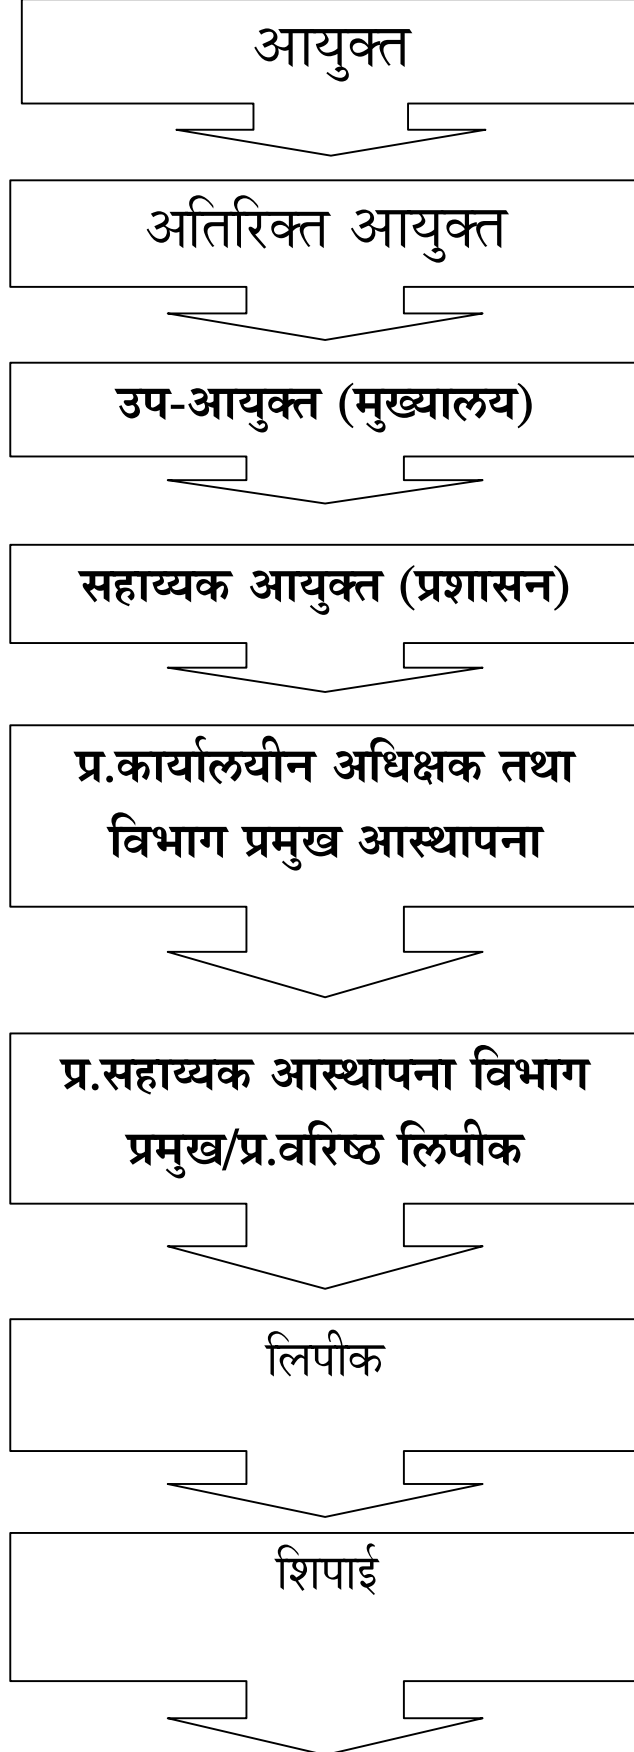 आयुक्त
अतिरिक्त आयुक्त
उप-आयुक्त (मुख्यालय)
सहाय्यक आयुक्त (प्रशासन)
प्र.कार्यालयीन अधिक्षक तथा
विभाग प्रमुख आस्थापना
प्र.सहाय्यक आस्थापना विभाग
प्रमुख/प्र.वरिष्ठ लिपीक
लिपीक
शिपाई